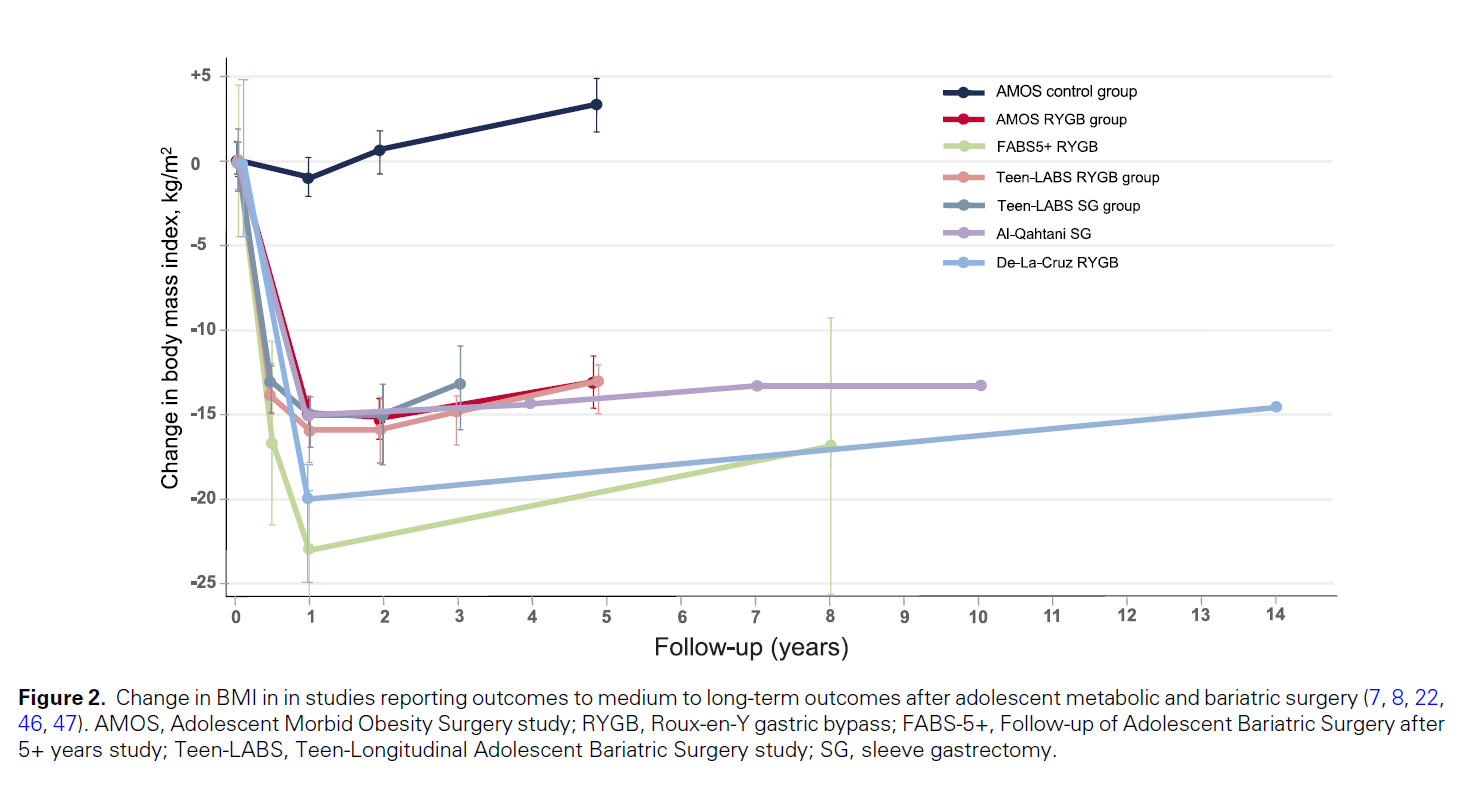 +5
0
-5
-10
-15
-20
-25
Change in body mass index, kg/m²
AMOS control group
AMOS RYGB group
FABS5+ RYGB
Teen-LABS RYGB group
Teen-LABS SG group
Al-Qahtani SG
De-La-Cruz RYGB
0 1 2 3 4 5 6 7 8 9 10 11 12 13 14
Follow-up (years)
Figure 2. Change in BMI in in studies reporting outcomes to medium to long-term outcomes after adolescent metabolic and bariatric surgery (7, 8, 22,
46, 47). AMOS, Adolescent Morbid Obesity Surgery study; RYGB, Roux-en-Y gastric bypass; FABS-5+, Follow-up of Adolescent Bariatric Surgery after
5+ years study; Teen-LABS, Teen-Longitudinal Adolescent Bariatric Surgery study; SG, sleeve gastrectomy.